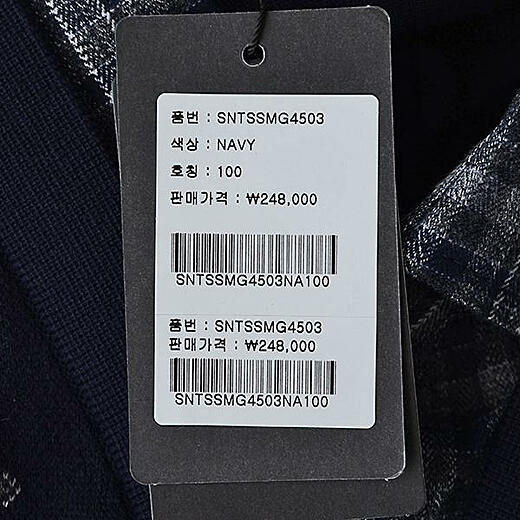 품번 : SNTSSMG4503
색상 : NAVY
호칭 : 100
판매가격 : ₩248,000
SNTSSMG4503NA100
품번 : SNTSSMG4503
판매가격 : ₩248,000
SNTSSMG4503NA100